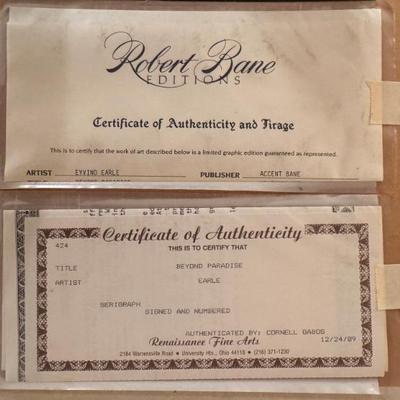 Robert Bane
EDITIONS
Certificate of Authenticity and Tirage
This is to certify that the work of art described below is a limited graphic edition guaranteed as represented.
ARTIST EYVIND EARLE PUBLISHER ACCENT BANE
Certificate of Authenticity
424 THIS IS TO CERTIFY THAT
TITLE BEYOND PARADISE
ARTIST EARLE
SERIGRAPH
SIGNED AND NUMBERED
AUTHENTICATED BY: CORNELL GABOS
Renaissance Fine Arts 12/24/89
2184 Warrensville Road • University Hts., Ohio 44118 • (216) 371-1230